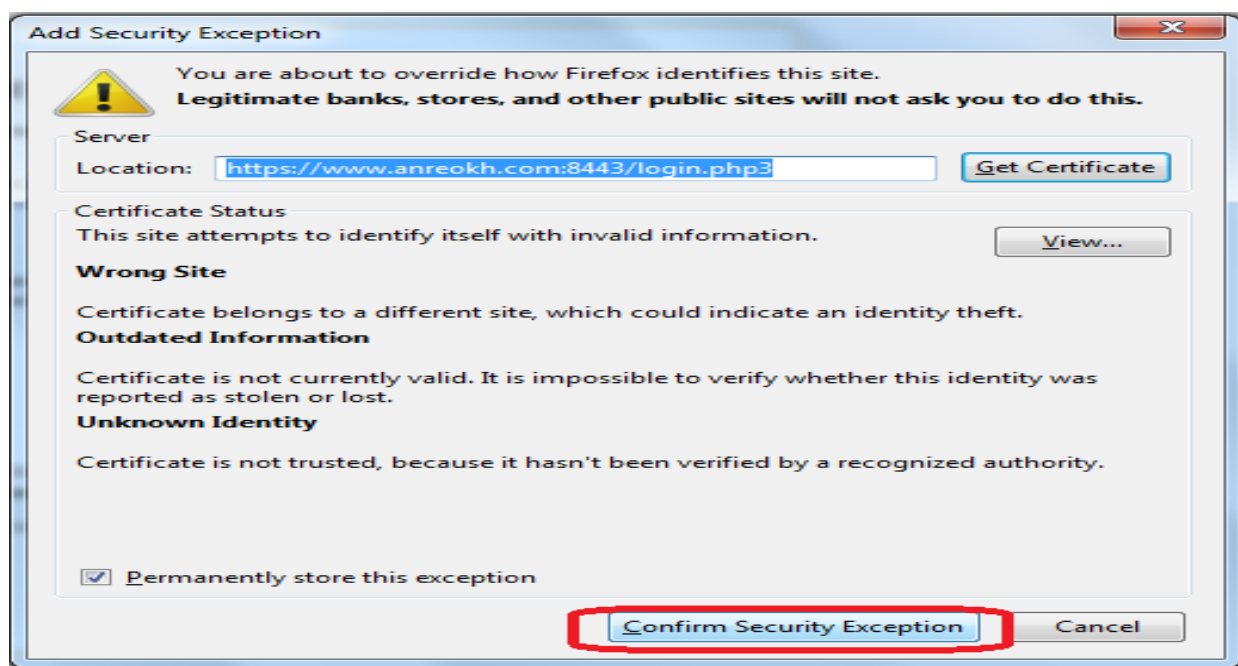 Add Security Exception
You are about to override how Firefox identifies this site.
Legitimate banks, stores, and other public sites will not ask you to do this.
Server
Location: https://www.anreokh.com:8443/login.php3 Get Certificate
Certificate Status
This site attempts to identify itself with invalid information.
View...
Wrong Site
Certificate belongs to a different site, which could indicate an identity theft.
Outdated Information
Certificate is not currently valid. It is impossible to verify whether this identity was
reported as stolen or lost.
Unknown Identity
Certificate is not trusted, because it hasn't been verified by a recognized authority.
Permanently store this exception
Confirm Security Exception Cancel